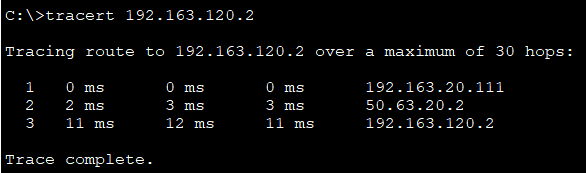 C:\>tracert 192.163.120.2
Tracing route to 192.163.120.2 over a maximum of 30 hops:
1 0 ms 0 ms 0 ms 192.163.20.111
2 2 ms 3 ms 3 ms 50.63.20.2
3 11 ms 12 ms 11 ms 192.163.120.2
Trace complete.